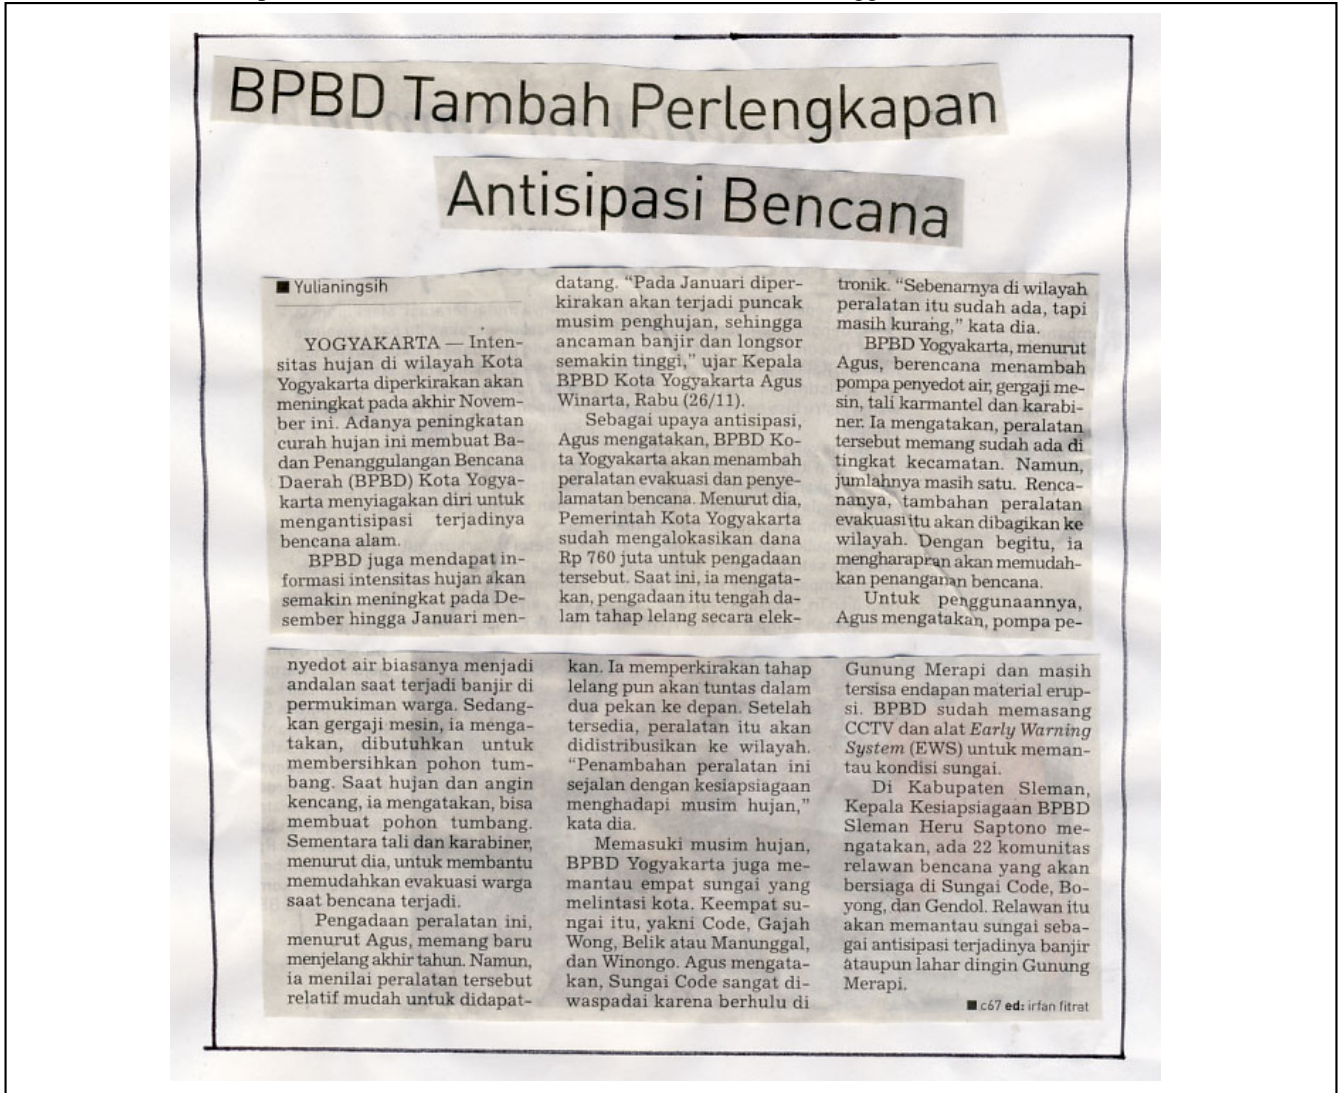 BPBD Tambah Perlengkapan
Antisipasi Bencana
■ Yulianingsih
YOGYAKARTA — Inten-
sitas hujan di wilayah Kota
Yogyakarta diperkirakan akan
meningkat pada akhir Novem-
ber ini. Adanya peningkatan
curah hujan ini membuat Ba-
dan Penanggulangan Bencana
Daerah (BPBD) Kota Yogya-
karta menyiagakan diri untuk
mengantisipasi terjadinya
bencana alam.
BPBD juga mendapat in-
formasi intensitas hujan akan
semakin meningkat pada De-
sember hingga Januari men-
datang. “Pada Januari diper-
kirakan akan terjadi puncak
musim penghujan, sehingga
ancaman banjir dan longsor
semakin tinggi,” ujar Kepala
BPBD Kota Yogyakarta Agus
Winarta, Rabu (26/11).
Sebagai upaya antisipasi,
Agus mengatakan, BPBD Ko-
ta Yogyakarta akan menambah
peralatan evakuasi dan penye-
lamatan bencana. Menurut dia,
Pemerintah Kota Yogyakarta
sudah mengalokasikan dana
Rp 760 juta untuk pengadaan
tersebut. Saat ini, ia mengata-
kan, pengadaan itu tengah da-
lam tahap lelang secara elek-
tronik. “Sebenarnya di wilayah
peralatan itu sudah ada, tapi
masih kurang,” kata dia.
BPBD Yogyakarta, menurut
Agus, berencana menambah
pompa penyedot air, gergaji me-
sin, tali karmantel dan karabi-
ner. Ia mengatakan, peralatan
tersebut memang sudah ada di
tingkat kecamatan. Namun,
jumlahnya masih satu. Renca-
nanya, tambahan peralatan
evakuasi itu akan dibagikan ke
wilayah. Dengan begitu, ia
mengharapran akan memudah-
kan penanganan bencana.
Untuk penggunaannya,
Agus mengatakan, pompa pe-
nyedot air biasanya menjadi
andalan saat terjadi banjir di
permukiman warga. Sedang-
kan gergaji mesin, ia menga-
takan, dibutuhkan untuk
membersihkan pohon tum-
bang. Saat hujan dan angin
kencang, ia mengatakan, bisa
membuat pohon tumbang.
Sementara tali dan karabiner,
menurut dia, untuk membantu
memudahkan evakuasi warga
saat bencana terjadi.
Pengadaan peralatan ini,
menurut Agus, memang baru
menjelang akhir tahun. Namun,
ia menilai peralatan tersebut
relatif mudah untuk didapat-
kan. Ia memperkirakan tahap
lelang pun akan tuntas dalam
dua pekan ke depan. Setelah
tersedia, peralatan itu akan
didistribusikan ke wilayah.
“Penambahan peralatan ini
sejalan dengan kesiapsiagaan
menghadapi musim hujan,”
kata dia.
Memasuki musim hujan,
BPBD Yogyakarta juga me-
mantau empat sungai yang
melintasi kota. Keempat su-
ngai itu, yakni Code, Gajah
Wong, Belik atau Manunggal,
dan Winongo. Agus mengata-
kan, Sungai Code sangat di-
waspadai karena berhulu di
Gunung Merapi dan masih
tersisa endapan material erup-
si. BPBD sudah memasang
CCTV dan alat Early Warning
System (EWS) untuk meman-
tau kondisi sungai.
Di Kabupaten Sleman,
Kepala Kesiapsiagaan BPBD
Sleman Heru Saptono me-
ngatakan, ada 22 komunitas
relawan bencana yang akan
bersiaga di Sungai Code, Bo-
yong, dan Gendol. Relawan itu
akan memantau sungai seba-
gai antisipasi terjadinya banjir
ataupun lahar dingin Gunung
Merapi.
■ c67 ed: irfan fitrat